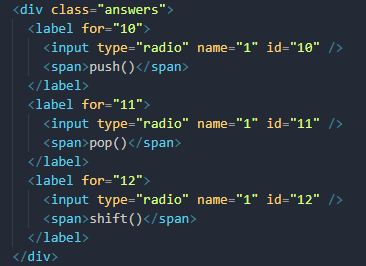 <div class="answers">
  <label for="10">
    <input type="radio" name="1" id="10" />
    <span>push()</span>
  </label>
  <label for="11">
    <input type="radio" name="1" id="11" />
    <span>pop()</span>
  </label>
  <label for="12">
    <input type="radio" name="1" id="12" />
    <span>shift()</span>
  </label>
</div>